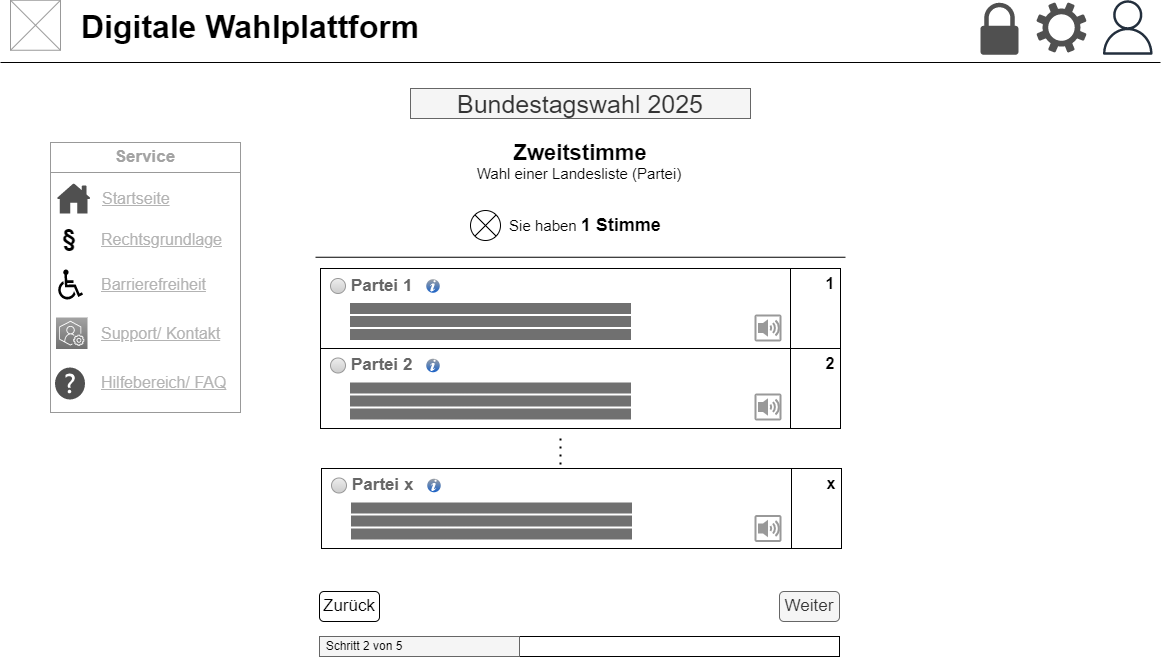 Digitale Wahlplattform
Bundestagswahl 2025
Service
Startseite
§
Rechtsgrundlage
Barrierefreiheit
Support/ Kontakt
?
Hilfebereich/ FAQ
Zweitstimme
Wahl einer Landesliste (Partei)
Sie haben 1 Stimme
Partei 1 i 1
Partei 2 i 2
Partei x i x
Zurück
Weiter
Schritt 2 von 5